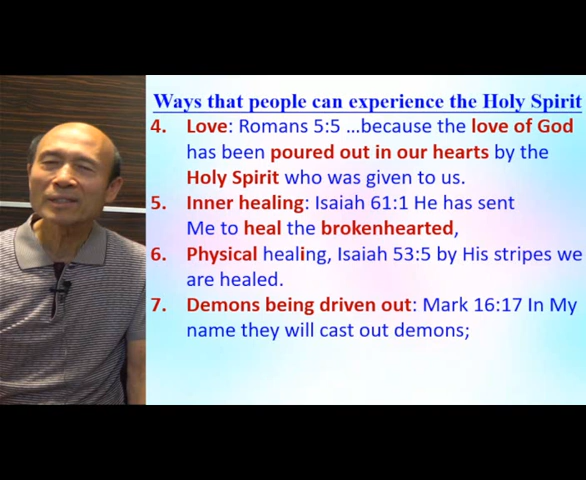 Ways that people can experience the Holy Spirit
4. Love: Romans 5:5 ...because the love of God
has been poured out in our hearts by the
Holy Spirit who was given to us.
5. Inner healing: Isaiah 61:1 He has sent
Me to heal the brokenhearted,
6. Physical healing, Isaiah 53:5 by His stripes we
are healed.
7. Demons being driven out: Mark 16:17 In My
name they will cast out demons;